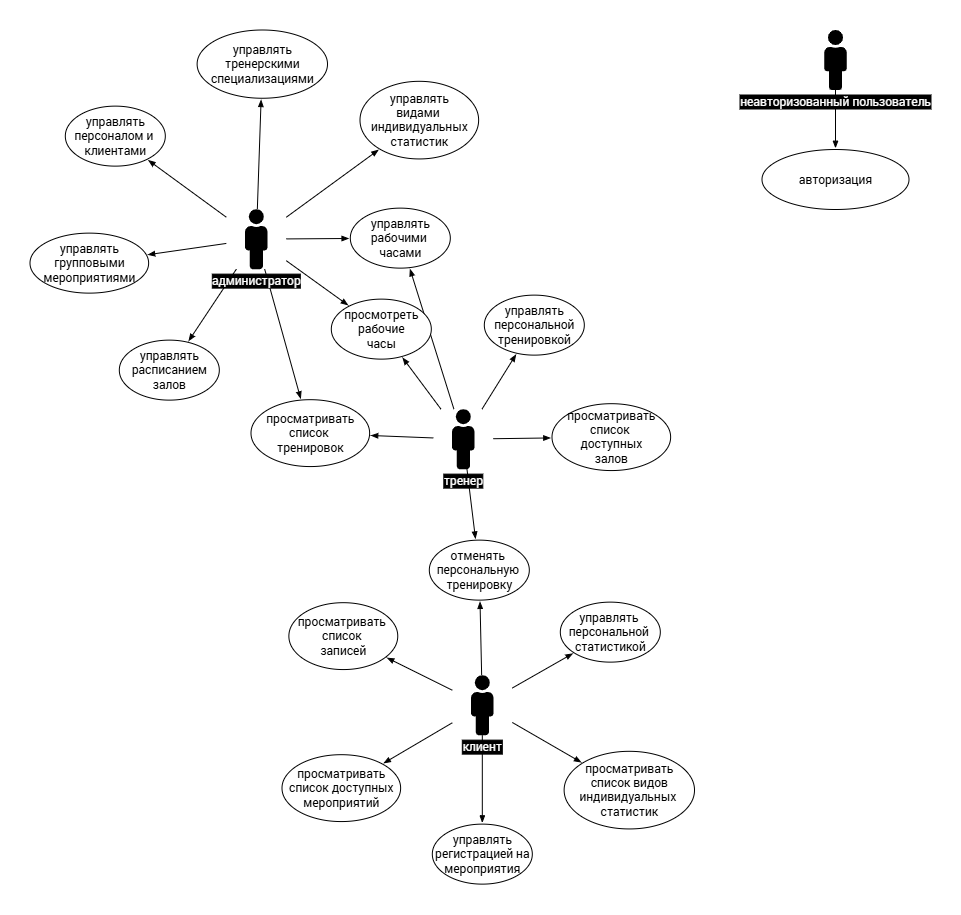 управлять
тренерскими
специализациями
неавторизованный пользователь
управлять
видами
индивидуальных
статистик
управлять
персоналом и
клиентами
авторизация
управлять
рабочими
часами
управлять
групповыми
мероприятиями
администратор
просмотреть
рабочие
часы
управлять
персональной
тренировкой
управлять
расписанием
залов
просматривать
список
тренировок
просматривать
список
доступных
залов
тренер
отменять
персональную
тренировку
просматривать
список
записей
управлять
персональной
статистикой
клиент
просматривать
список доступных
мероприятий
просматривать
список видов
индивидуальных
статистик
управлять
регистрацией на
мероприятия